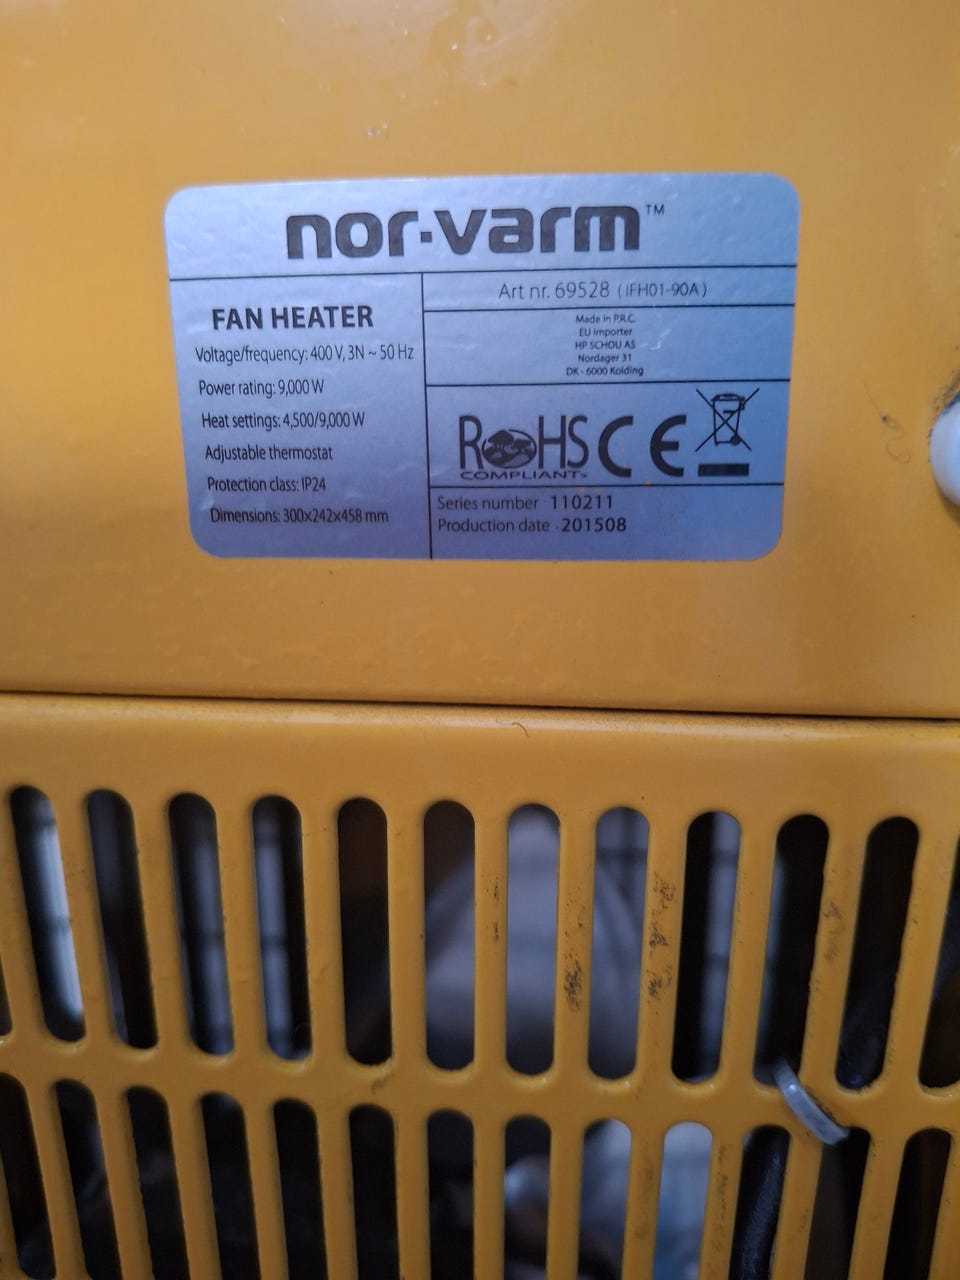 nor·varm™
FAN HEATER
Voltage/frequency: 400 V, 3N ~ 50 Hz
Power rating: 9,000 W
Heat settings: 4,500/9,000 W
Adjustable thermostat
Protection class: IP24
Dimensions: 300x242x458 mm
Art nr. 69528 (IFH01-90A)
Made in P.R.C.
EU importer
HP SCHOU AS
Nordager 31
DK - 6000 Kolding
ROHS CE
COMPLIANT
Series number 110211
Production date · 201508